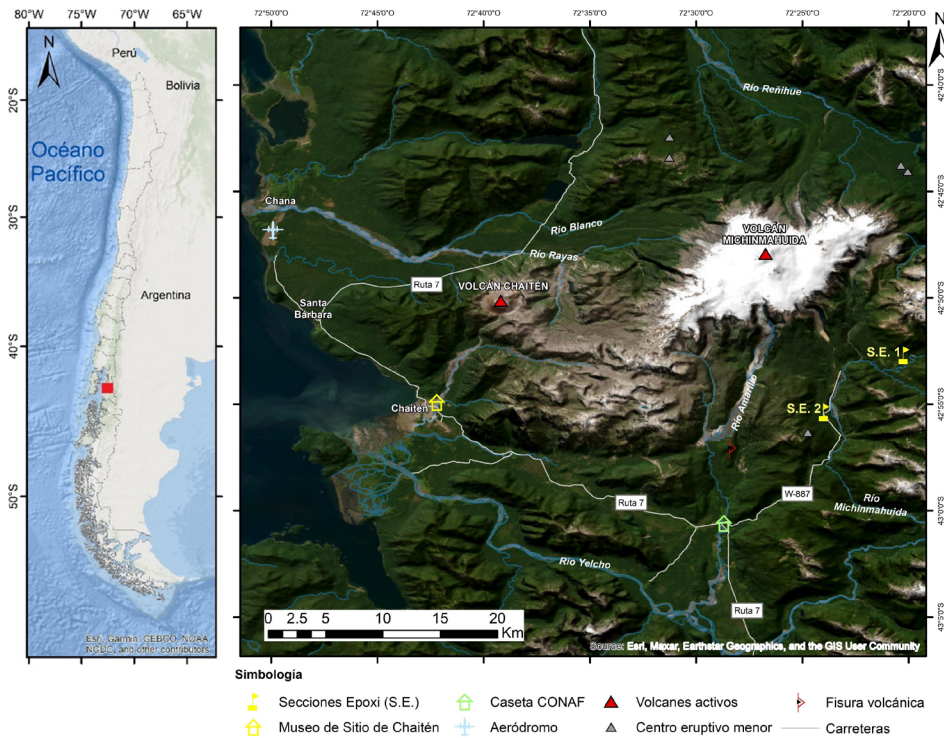 80°W 75°W 70°W 65°W
20°S
30°S
40°S
50°S
Perú
Bolivia
Océano
Pacífico
Argentina
Esri, Garmin, GEBCO, NOAA
NGDC, and other contributors
N
72°50'0"O 72°45'0"O 72°40'0"O 72°35'0"O 72°30'0"O 72°25'0"O 72°20'0"O
N
42°40'0"S
42°45'0"S
42°50'0"S
42°55'0"S
43°0'0"S
43°5'0"S
Río Reñihue
Chana
Río Blanco
VOLCÁN
MICHINMAHUIDA
Río Rayas
Ruta 7
VOLCÁN CHAITÉN
Santa
Bárbara
S.E. 1
Chaitén
S.E. 2
Río Amarillo
W-887
Río
Michinmahuida
Ruta 7
Río Yelcho
Ruta 7
0 2.5 5 10 15 20
Km
Source: Esri, Maxar, Earthstar Geographics, and the GIS User Community
Simbología
Secciones Epoxi (S.E.) Caseta CONAF Volcanes activos Fisura volcánica
Museo de Sitio de Chaitén Aeródromo Centro eruptivo menor Carreteras